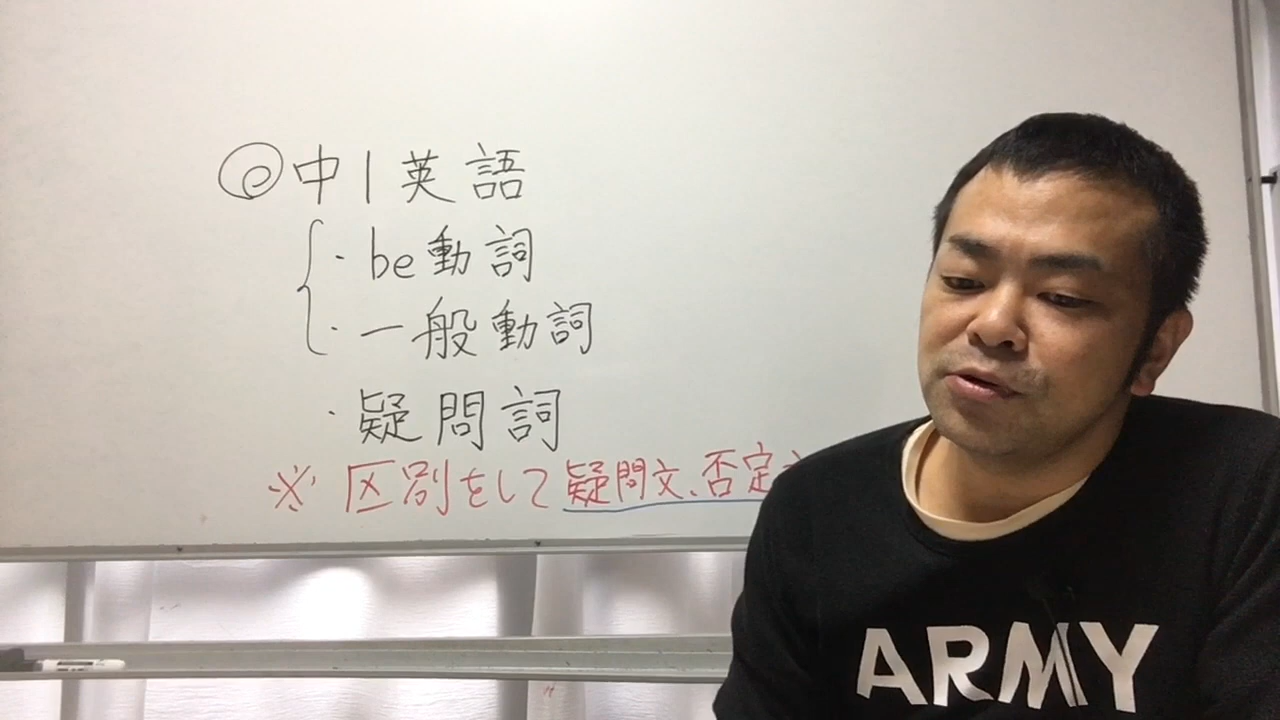 ◎中1英語
・be動詞
・一般動詞
・疑問詞
※区別をして疑問文、否定
ARMY